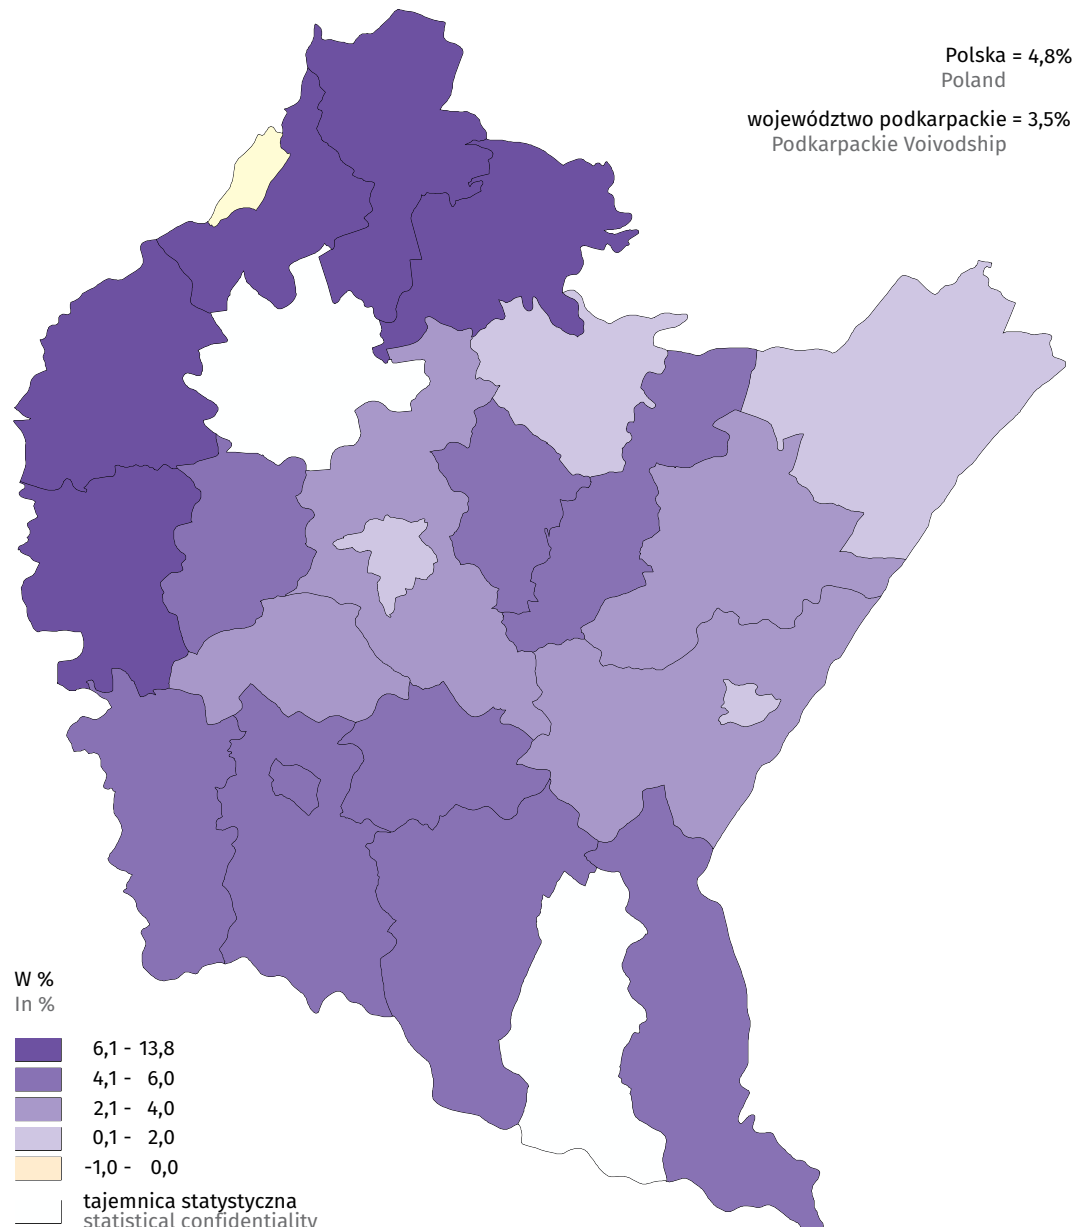 Polska = 4,8%
Poland
województwo podkarpackie = 3,5%
Podkarpackie Voivodship
W %
In %
6,1 - 13,8
4,1 - 6,0
2,1 - 4,0
0,1 - 2,0
-1,0 - 0,0
tajemnica statystyczna
statistical confidentiality